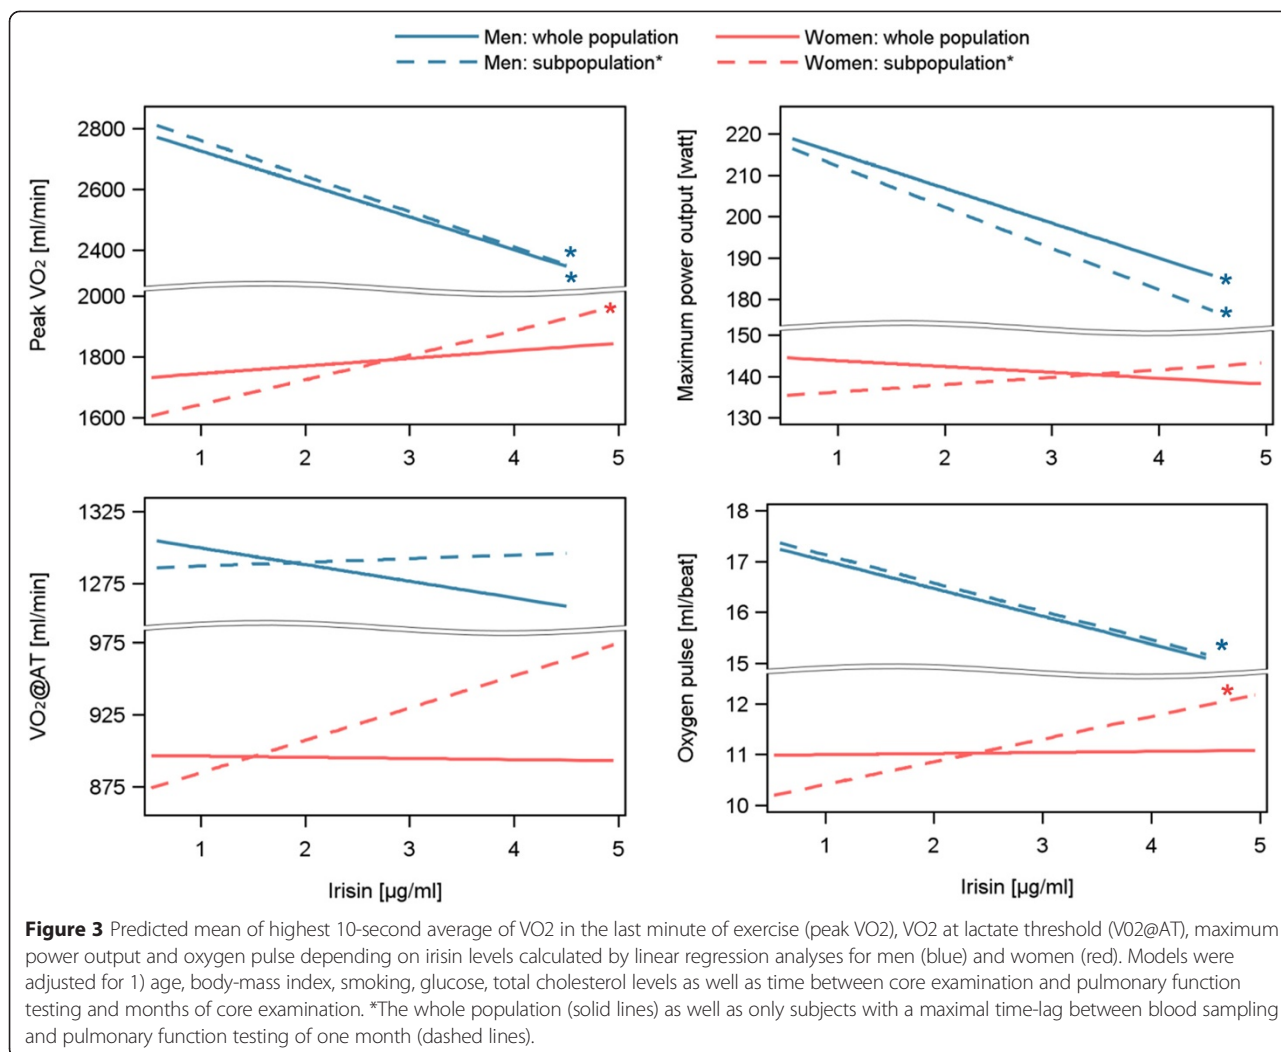 Men: whole population
Women: whole population
Men: subpopulation*
Women: subpopulation*
Peak VO2 [ml/min]
2800
2600
2400
2000
1800
1600
*
*
*
1 2 3 4 5
Maximum power output [watt]
220
210
200
190
180
150
140
130
*
*
1 2 3 4 5
VO2@AT [ml/min]
1325
1275
975
925
875
1 2 3 4 5
Irisin [µg/ml]
Oxygen pulse [ml/beat]
18
17
16
15
12
11
10
*
*
1 2 3 4 5
Irisin [µg/ml]
Figure 3 Predicted mean of highest 10-second average of VO2 in the last minute of exercise (peak VO2), VO2 at lactate threshold (V02@AT), maximum
power output and oxygen pulse depending on irisin levels calculated by linear regression analyses for men (blue) and women (red). Models were
adjusted for 1) age, body-mass index, smoking, glucose, total cholesterol levels as well as time between core examination and pulmonary function
testing and months of core examination. *The whole population (solid lines) as well as only subjects with a maximal time-lag between blood sampling
and pulmonary function testing of one month (dashed lines).